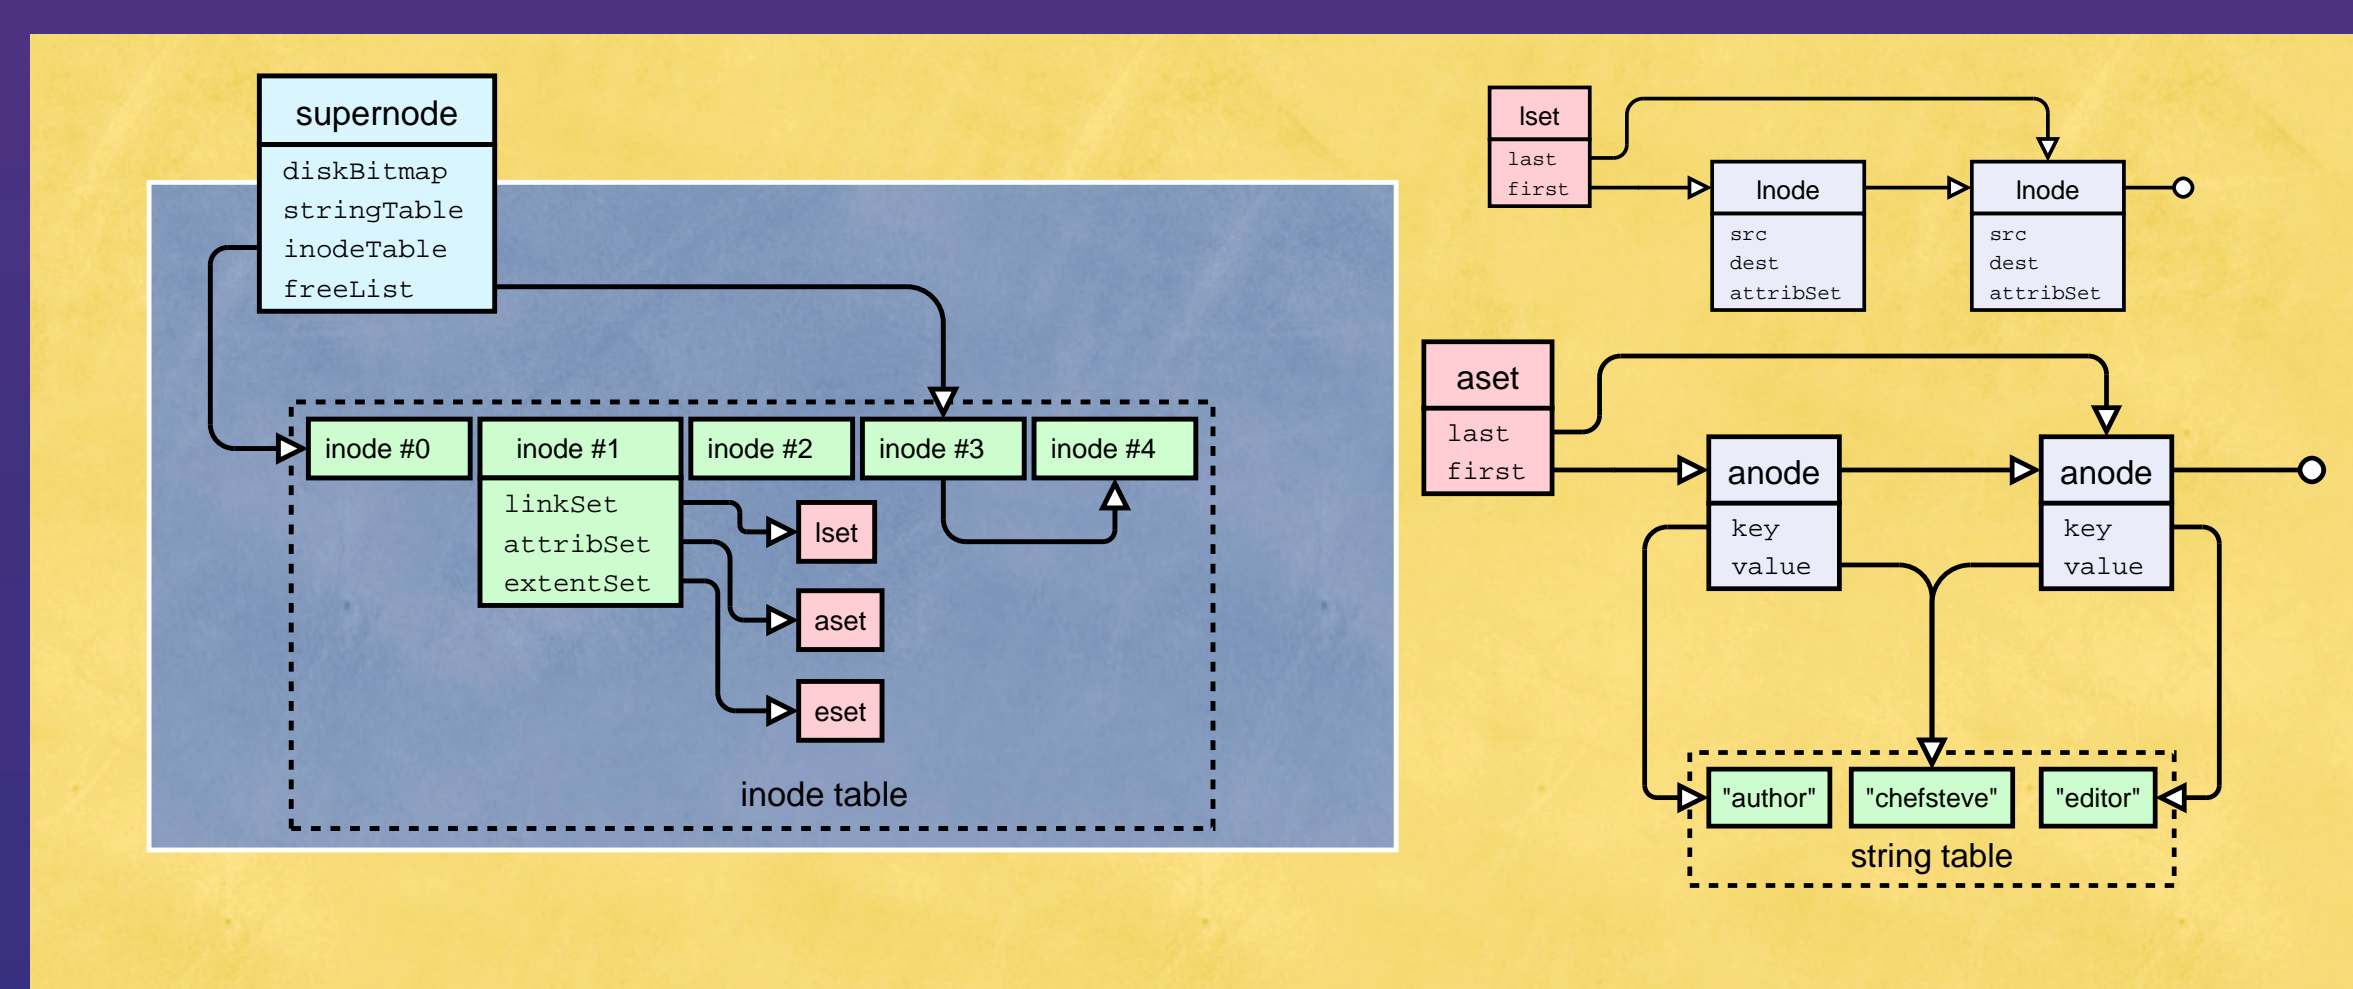 supernode
diskBitmap
stringTable
inodeTable
freeList
inode #0
inode #1
inode #2
inode #3
inode #4
linkSet
attribSet
extentSet
lset
aset
eset
inode table
lset
last
first
lnode
src
dest
attribSet
lnode
src
dest
attribSet
aset
last
first
anode
key
value
anode
key
value
"author"
"chefsteve"
"editor"
string table